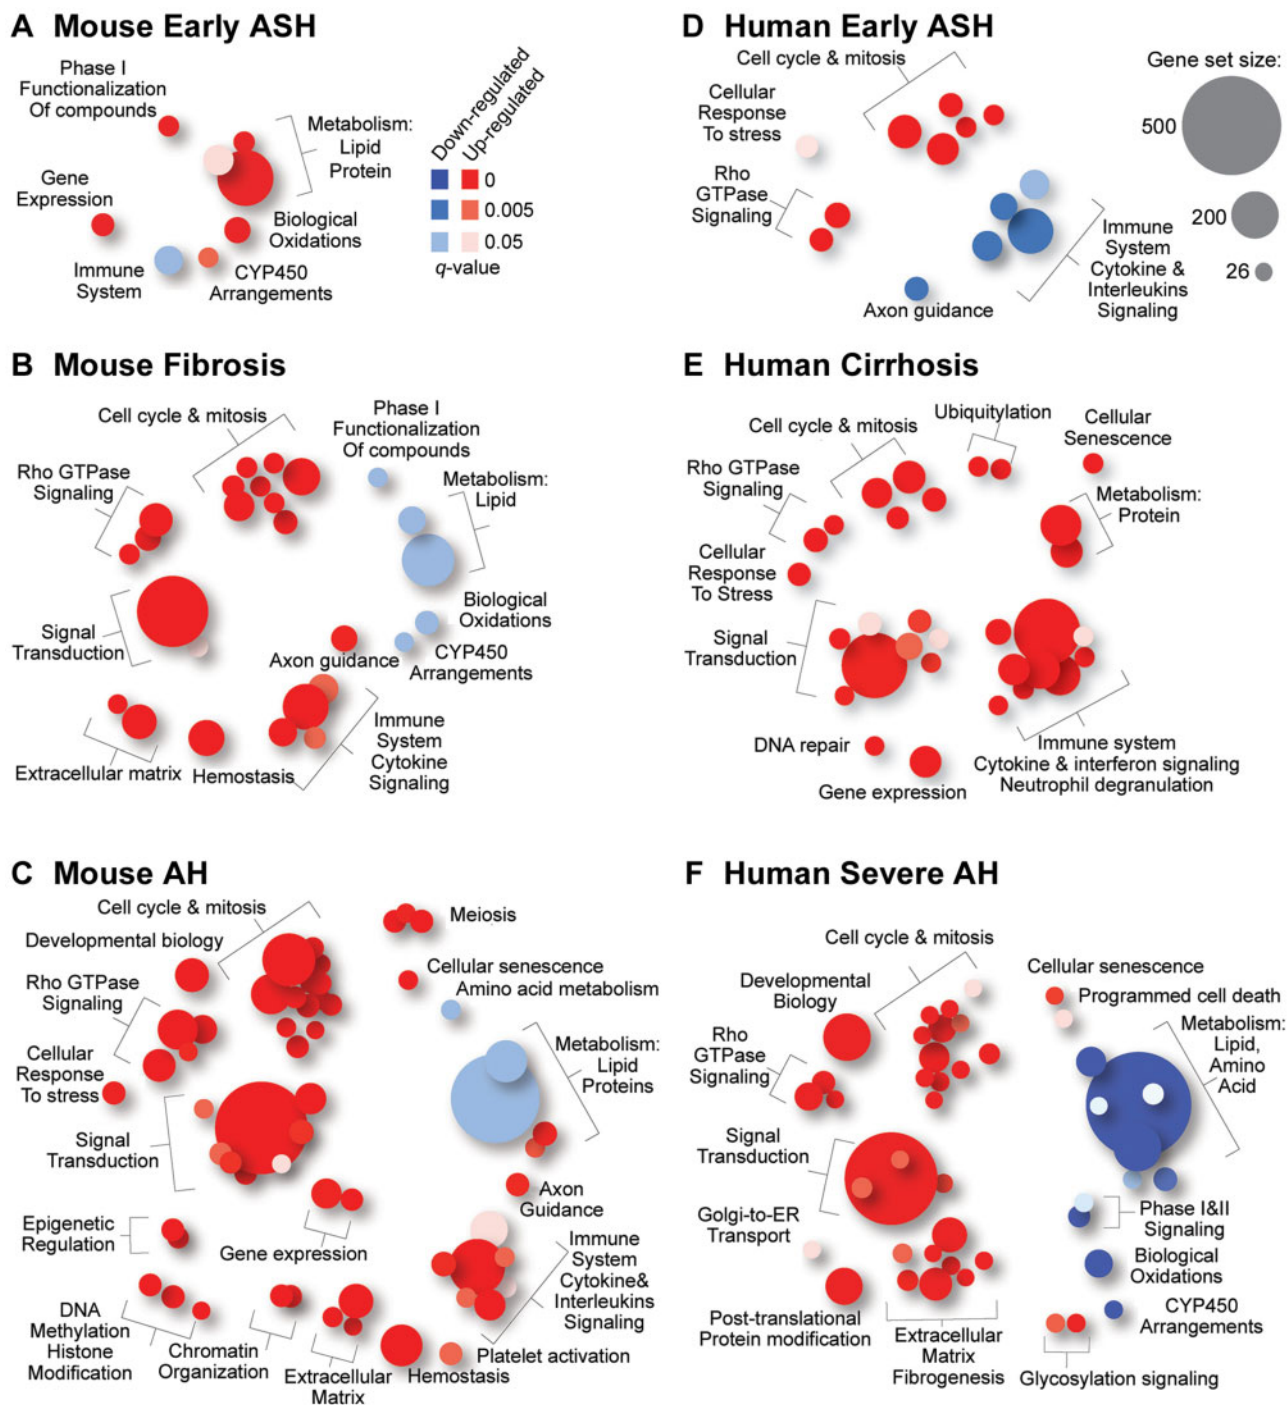 A Mouse Early ASH
Phase I
Functionalization
Of compounds
Metabolism:
Lipid
Protein
Gene
Expression
Biological
Oxidations
Immune
System
CYP450
Arrangements
Down-regulated
Up-regulated
0
0.005
0.05
q-value
D Human Early ASH
Cell cycle & mitosis
Cellular
Response
To stress
Rho
GTPase
Signaling
Immune
System
Cytokine &
Interleukins
Signaling
Axon guidance
Gene set size:
500
200
26
B Mouse Fibrosis
Cell cycle & mitosis
Phase I
Functionalization
Of compounds
Rho GTPase
Signaling
Metabolism:
Lipid
Signal
Transduction
Biological
Oxidations
Axon guidance
CYP450
Arrangements
Immune
System
Cytokine
Signaling
Extracellular matrix
Hemostasis
E Human Cirrhosis
Ubiquitylation
Cell cycle & mitosis
Cellular
Senescence
Rho GTPase
Signaling
Metabolism:
Protein
Cellular
Response
To Stress
Signal
Transduction
DNA repair
Gene expression
Immune system
Cytokine & interferon signaling
Neutrophil degranulation
C Mouse AH
Cell cycle & mitosis
Meiosis
Developmental biology
Cellular senescence
Amino acid metabolism
Rho GTPase
Signaling
Metabolism:
Lipid
Proteins
Cellular
Response
To stress
Signal
Transduction
Axon
Guidance
Epigenetic
Regulation
Gene expression
Immune
System
Cytokine&
Interleukins
Signaling
DNA
Methylation
Histone
Modification
Chromatin
Organization
Extracellular
Matrix
Hemostasis
Platelet activation
F Human Severe AH
Cell cycle & mitosis
Cellular senescence
Developmental
Biology
Programmed cell death
Rho
GTPase
Signaling
Metabolism:
Lipid,
Amino
Acid
Signal
Transduction
Golgi-to-ER
Transport
Phase I&II
Signaling
Biological
Oxidations
Post-translational
Protein modification
Extracellular
Matrix
Fibrogenesis
CYP450
Arrangements
Glycosylation signaling